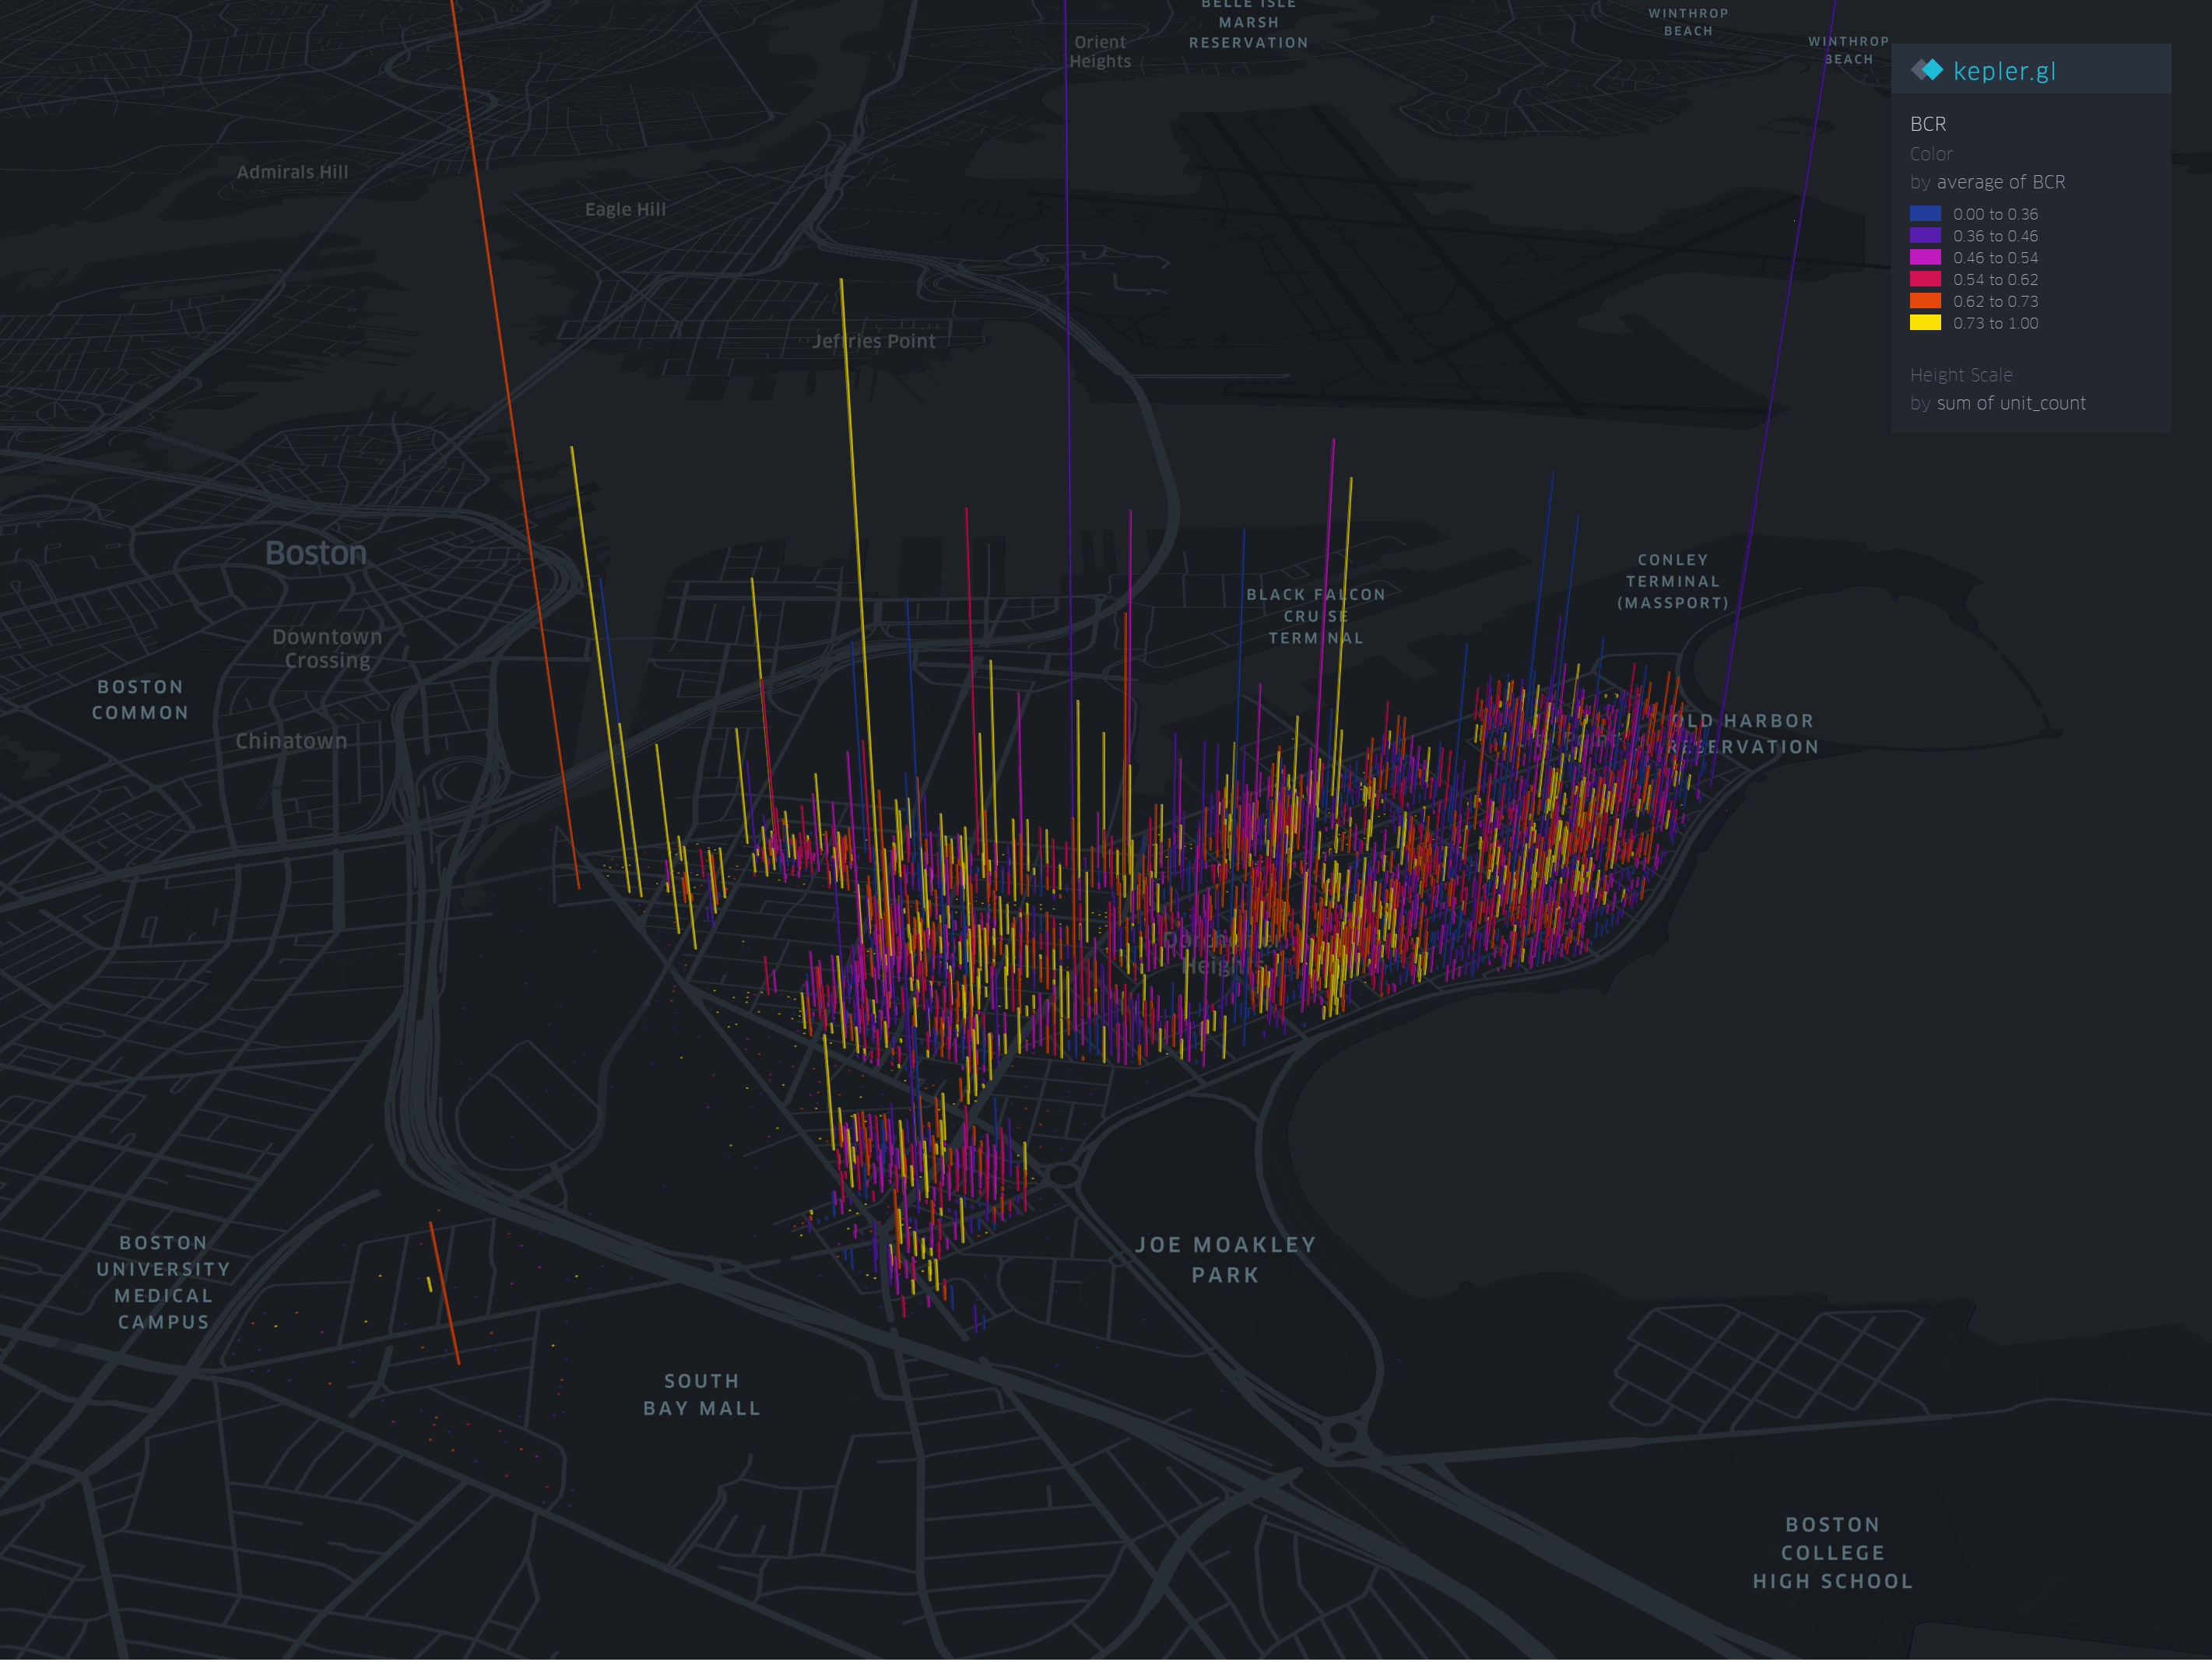 BELLE ISLE
MARSH
RESERVATION
Orient
Heights
WINTHROP
BEACH
WINTHROP
BEACH
kepler.gl
BCR
Color
by average of BCR
0.00 to 0.36
0.36 to 0.46
0.46 to 0.54
0.54 to 0.62
0.62 to 0.73
0.73 to 1.00
Height Scale
by sum of unit_count
Admirals Hill
Eagle Hill
Jeffries Point
Boston
Downtown
Crossing
BOSTON
COMMON
Chinatown
BLACK FALCON
CRUISE
TERMINAL
CONLEY
TERMINAL
(MASSPORT)
OLD HARBOR
RESERVATION
Dorchester
Heights
JOE MOAKLEY
PARK
BOSTON
UNIVERSITY
MEDICAL
CAMPUS
SOUTH
BAY MALL
BOSTON
COLLEGE
HIGH SCHOOL